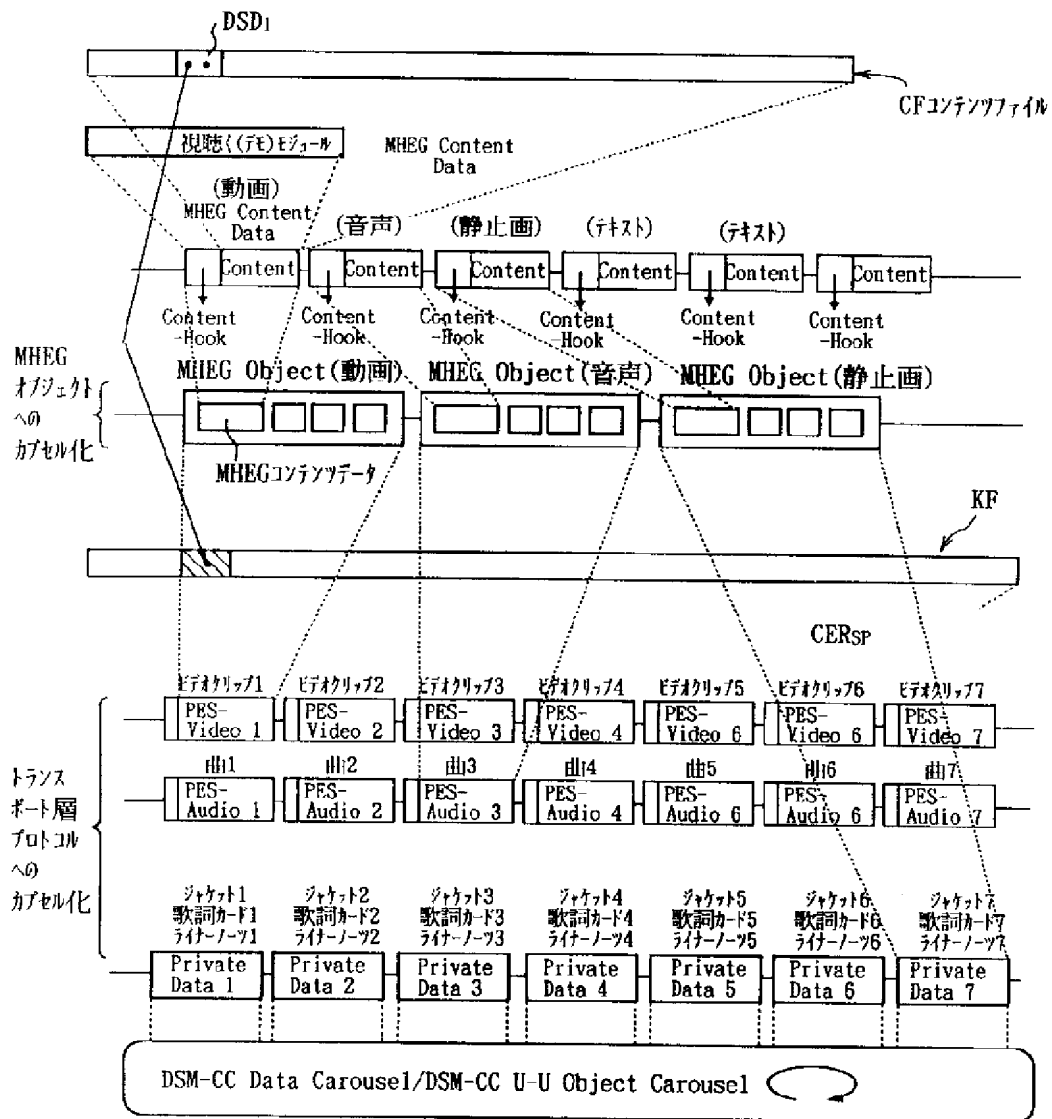 DSD1
CFコンテンツファイル
視聴く(デモ)モジュール
MHEG Content
Data
(動画)
MHEG Content
Data
(音声)
(静止画)
(テキスト)
(テキスト)
Content
Content
Content
Content
Content
Content
Content
-Hook
Content
-Hook
Content
-Hook
Content
-Hook
Content
-Hook
Content
-Hook
MHEG
オブジェクト
への
カプセル化
MHEG Object(動画)
MHEG Object(音声)
MHEG Object(静止画)
MHEGコンテンツデータ
KF
CERSP
ビデオクリップ1
ビデオクリップ2
ビデオクリップ3
ビデオクリップ4
ビデオクリップ5
ビデオクリップ6
ビデオクリップ7
PES-
Video 1
PES-
Video 2
PES-
Video 3
PES-
Video 4
PES-
Video 6
PES-
Video 6
PES-
Video 7
トランス
ポート層
プロトコル
への
カプセル化
曲1
曲2
曲3
曲4
曲5
曲6
曲7
PES-
Audio 1
PES-
Audio 2
PES-
Audio 3
PES-
Audio 4
PES-
Audio 6
PES-
Audio 6
PES-
Audio 7
ジャケット1
歌詞カード1
ライナーノーツ1
ジャケット2
歌詞カード2
ライナーノーツ2
ジャケット3
歌詞カード3
ライナーノーツ3
ジャケット4
歌詞カード4
ライナーノーツ4
ジャケット5
歌詞カード5
ライナーノーツ5
ジャケット6
歌詞カード6
ライナーノーツ6
ジャケット7
歌詞カード7
ライナーノーツ7
Private
Data 1
Private
Data 2
Private
Data 3
Private
Data 4
Private
Data 5
Private
Data 6
Private
Data 7
DSM-CC Data Carousel/DSM-CC U-U Object Carousel